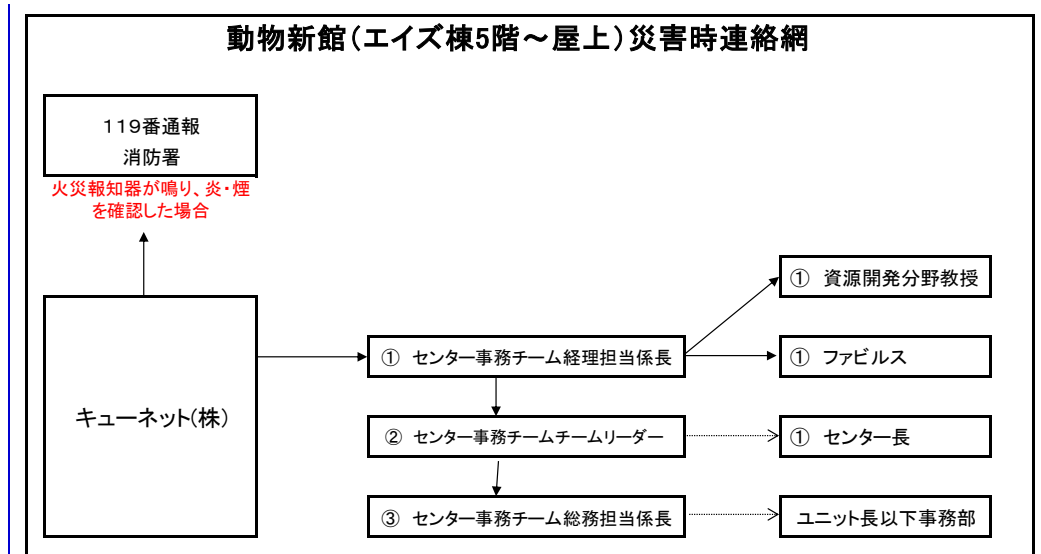 動物新館(エイズ棟5階～屋上)災害時連絡網
119番通報
消防署
火災報知器が鳴り、炎・煙
を確認した場合
キューネット(株)
① センター事務チーム経理担当係長
② センター事務チームチームリーダー
③ センター事務チーム総務担当係長
① 資源開発分野教授
① ファビルス
① センター長
ユニット長以下事務部